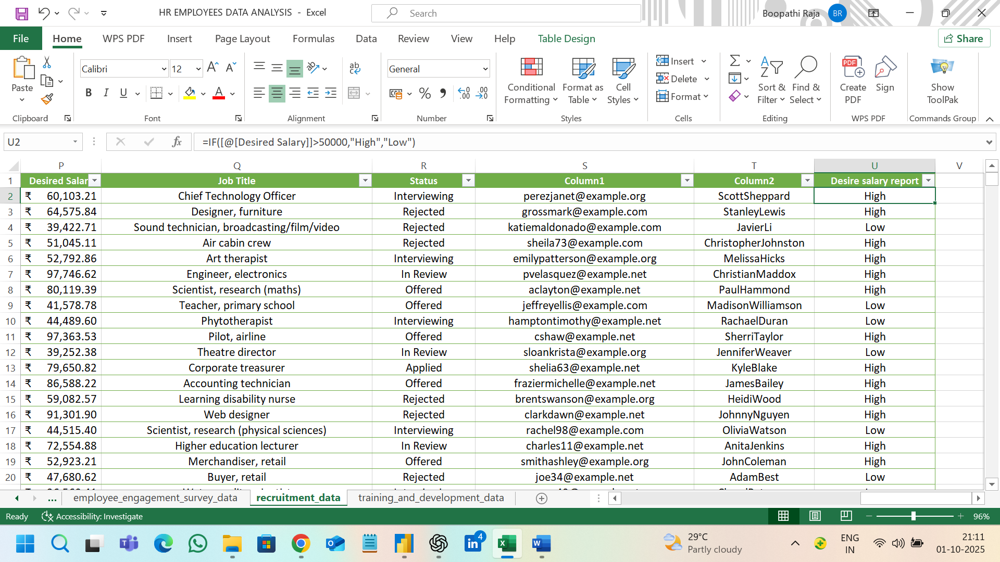 HR EMPLOYEES DATA ANALYSIS - Excel
Search
Boopathi Raja BR
File Home WPS PDF Insert Page Layout Formulas Data Review View Help Table Design Share
Paste
Clipboard
Calibri 12
B I U A
Font
ab
Alignment
General
% .00 .00
Number
Conditional Formatting
Format as Table
Cell Styles
Styles
Insert
Delete
Format
Cells
Sort & Filter
Find & Select
Editing
Create PDF
Sign
WPS PDF
Show ToolPak
Commands Group
U2 fx =IF([@[Desired Salary]]>50000,"High","Low")
P Q R S T U V
1 Desired Salar Job Title Status Column1 Column2 Desire salary report
2 ₹ 60,103.21 Chief Technology Officer Interviewing perezjanet@example.org ScottSheppard High
3 ₹ 64,575.84 Designer, furniture Rejected grossmark@example.com StanleyLewis High
4 ₹ 39,422.71 Sound technician, broadcasting/film/video Rejected katiemaldonado@example.com JavierLi Low
5 ₹ 51,045.11 Air cabin crew Rejected sheila73@example.com ChristopherJohnston High
6 ₹ 52,792.86 Art therapist Interviewing emilypatterson@example.org MelissaHicks High
7 ₹ 97,746.62 Engineer, electronics In Review pvelasquez@example.net ChristianMaddox High
8 ₹ 80,119.39 Scientist, research (maths) Offered aclayton@example.net PaulHammond High
9 ₹ 41,578.78 Teacher, primary school Offered jeffreyellis@example.com MadisonWilliamson Low
10 ₹ 44,489.60 Phytotherapist Interviewing hamptontimothy@example.net RachaelDuran Low
11 ₹ 97,363.53 Pilot, airline Offered cshaw@example.net SherriTaylor High
12 ₹ 39,252.38 Theatre director In Review sloankrista@example.org JenniferWeaver Low
13 ₹ 79,650.82 Corporate treasurer Applied shelia63@example.net KyleBlake High
14 ₹ 86,588.22 Accounting technician Offered fraziermichelle@example.net JamesBailey High
15 ₹ 59,082.57 Learning disability nurse Rejected brentswanson@example.org HeidiWood High
16 ₹ 91,301.90 Web designer Rejected clarkdawn@example.net JohnnyNguyen High
17 ₹ 44,515.40 Scientist, research (physical sciences) Interviewing rachel98@example.com OliviaWatson Low
18 ₹ 72,554.88 Higher education lecturer In Review charles11@example.net AnitaJenkins High
19 ₹ 52,923.21 Merchandiser, retail Offered smithashley@example.org JohnColeman High
20 ₹ 47,680.62 Buyer, retail Rejected joe34@example.net AdamBest Low
... employee_engagement_survey_data recruitment_data training_and_development_data
Ready Accessibility: Investigate 96%
4
29°C
Partly cloudy
ENG
IN
21:11
01-10-2025